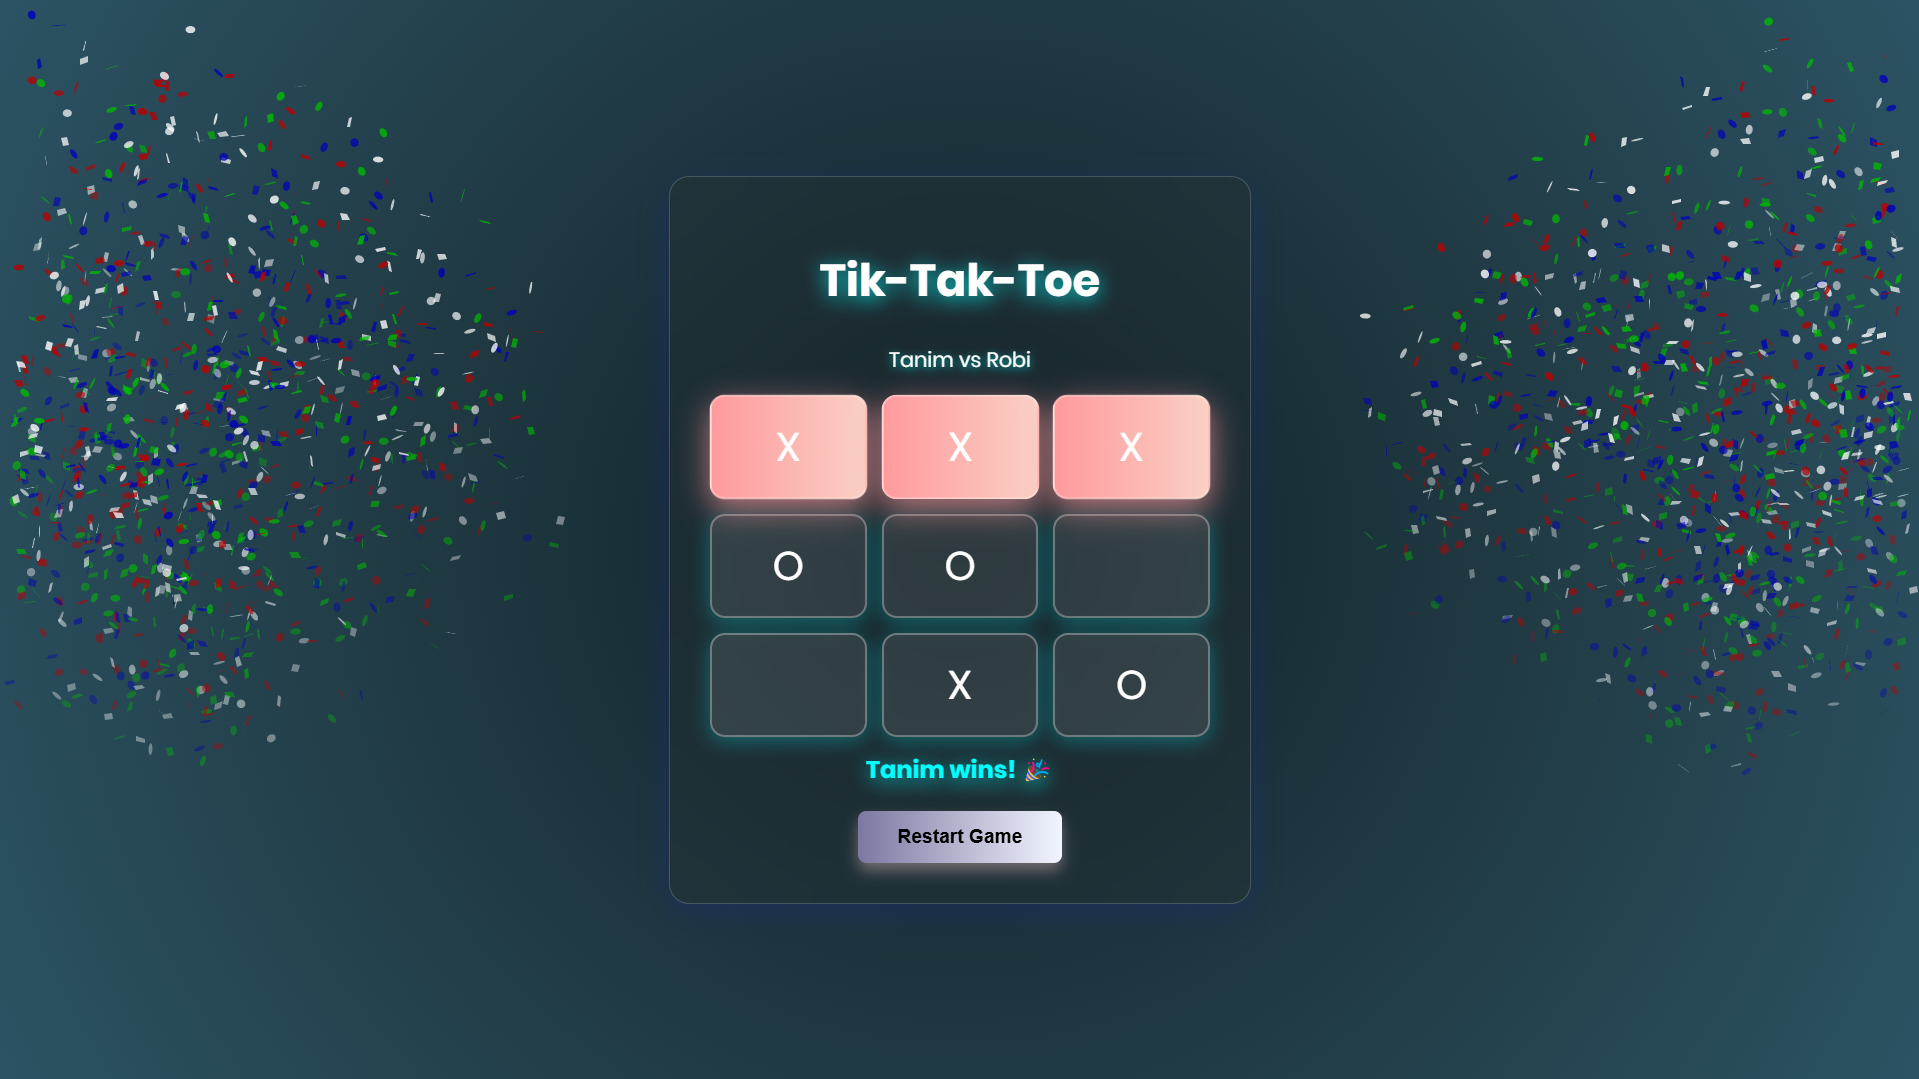 Tik-Tak-Toe
Tanim vs Robi
X X X
O O
X O
Tanim wins! 🎉
Restart Game